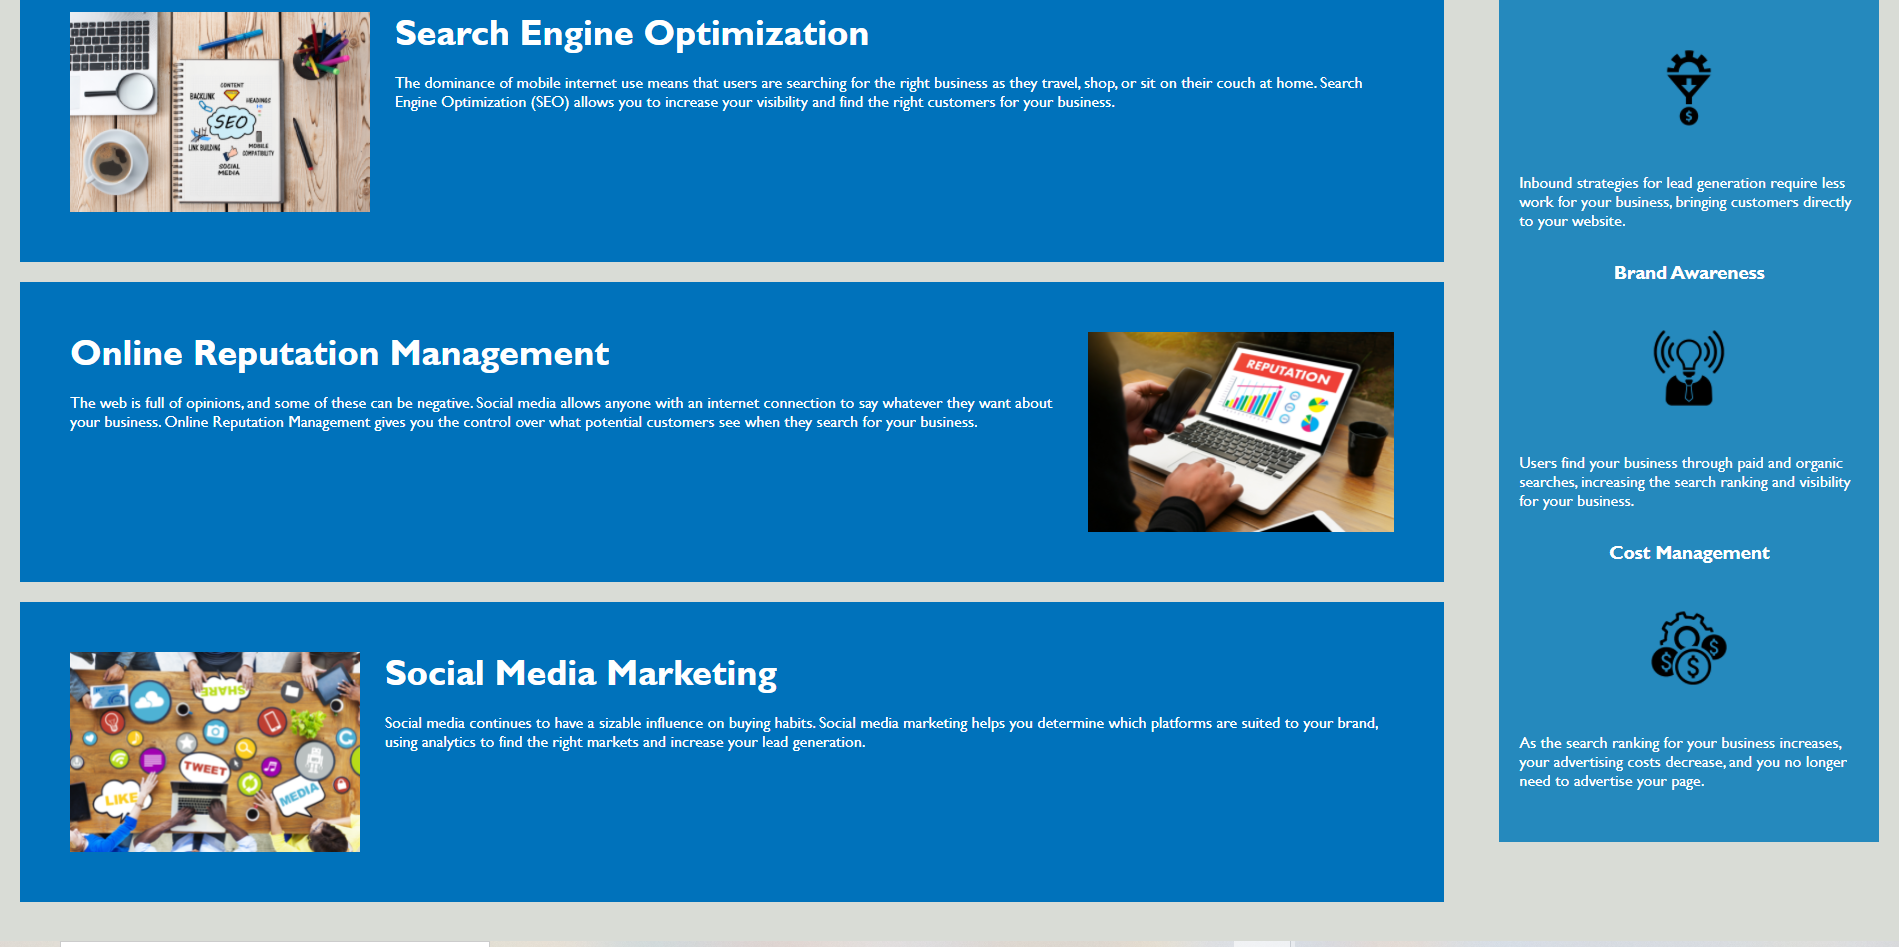 Search Engine Optimization
The dominance of mobile internet use means that users are searching for the right business as they travel, shop, or sit on their couch at home. Search
Engine Optimization (SEO) allows you to increase your visibility and find the right customers for your business.
CONTENT
BACKLINK
HEADINGS
SEO
LINK BUILDING
MOBILE
COMPATIBILITY
SOCIAL
MEDIA
Online Reputation Management
The web is full of opinions, and some of these can be negative. Social media allows anyone with an internet connection to say whatever they want about
your business. Online Reputation Management gives you the control over what potential customers see when they search for your business.
REPUTATION
Social Media Marketing
Social media continues to have a sizable influence on buying habits. Social media marketing helps you determine which platforms are suited to your brand,
using analytics to find the right markets and increase your lead generation.
SHARE
TWEET
LIKE
MEDIA
$
Inbound strategies for lead generation require less
work for your business, bringing customers directly
to your website.
Brand Awareness
Users find your business through paid and organic
searches, increasing the search ranking and visibility
for your business.
Cost Management
$ $ $
As the search ranking for your business increases,
your advertising costs decrease, and you no longer
need to advertise your page.